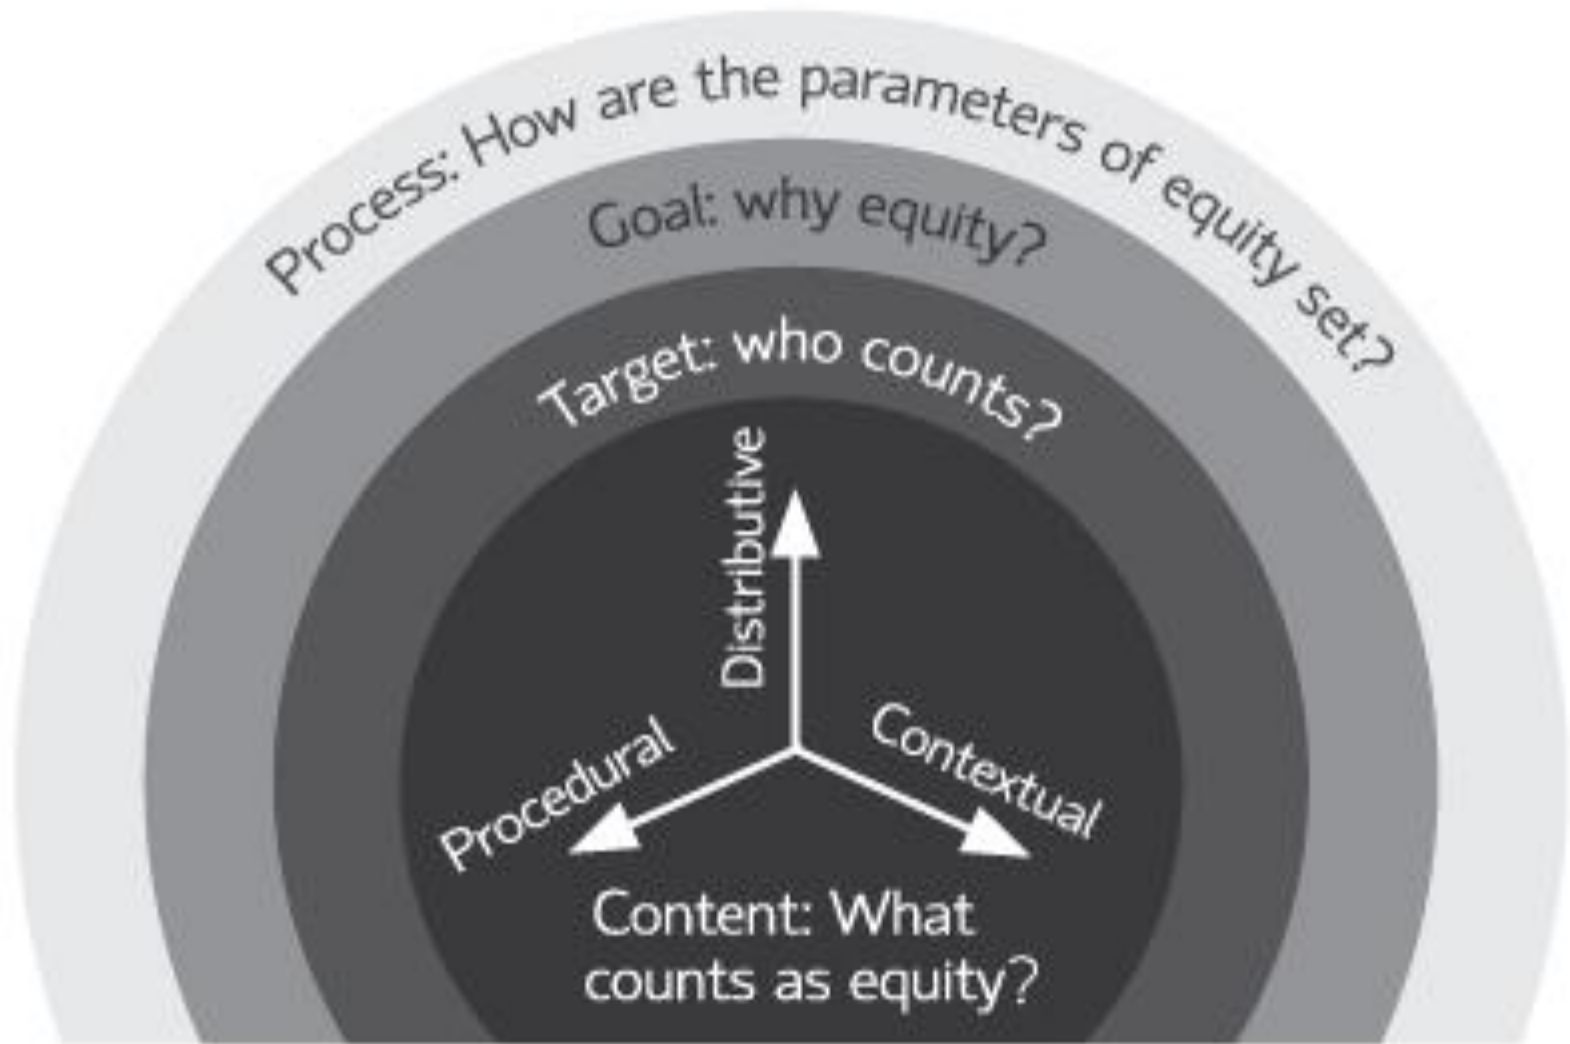 Process: How are the parameters of equity set?
Goal: why equity?
Target: who counts?
Distributive
Procedural
Contextual
Content: What
counts as equity?